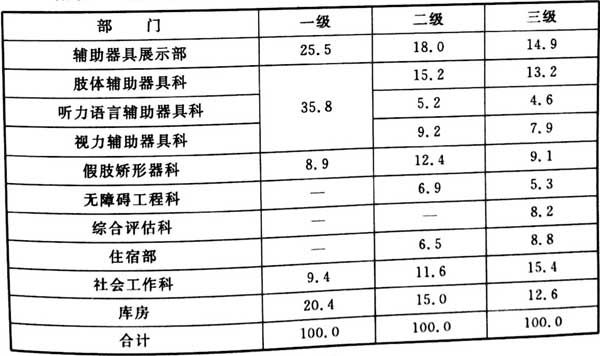 部 门 一级 二级 三级
辅助器具展示部 25.5 18.0 14.9
肢体辅助器具科 35.8 15.2 13.2
听力语言辅助器具科 5.2 4.6
视力辅助器具科 9.2 7.9
假肢矫形器科 8.9 12.4 9.1
无障碍工程科 — 6.9 5.3
综合评估科 — — 8.2
住宿部 — 6.5 8.8
社会工作科 9.4 11.6 15.4
库房 20.4 15.0 12.6
合计 100.0 100.0 100.0